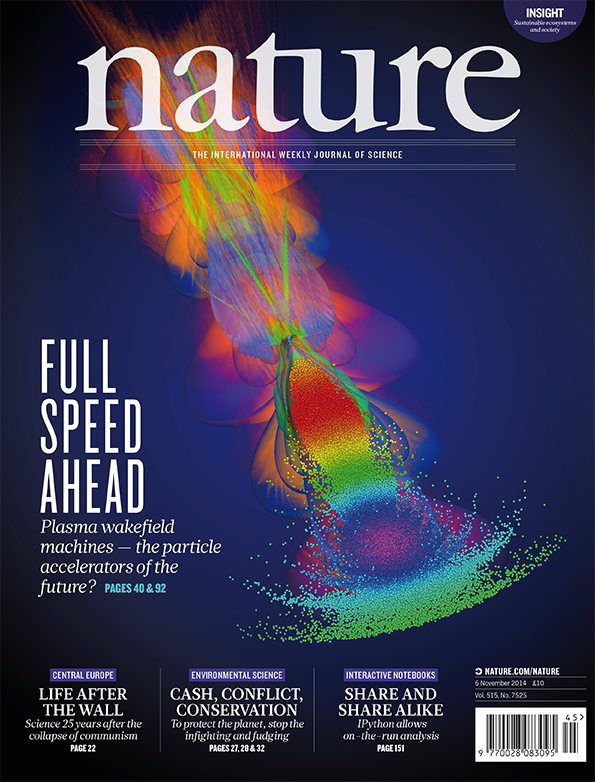 INSIGHT
Sustainable ecosystems
and society
nature
THE INTERNATIONAL WEEKLY JOURNAL OF SCIENCE
FULL
SPEED
AHEAD
Plasma wakefield
machines — the particle
accelerators of the
future? PAGES 40 & 92
CENTRAL EUROPE
LIFE AFTER
THE WALL
Science 25 years after the
collapse of communism
PAGE 22
ENVIRONMENTAL SCIENCE
CASH, CONFLICT,
CONSERVATION
To protect the planet, stop the
infighting and fudging
PAGES 27, 28 & 32
INTERACTIVE NOTEBOOKS
SHARE AND
SHARE ALIKE
IPython allows
on-the-run analysis
PAGE 151
NATURE.COM/NATURE
6 November 2014 £10
Vol. 515, No. 7525
45
9 770028 083095